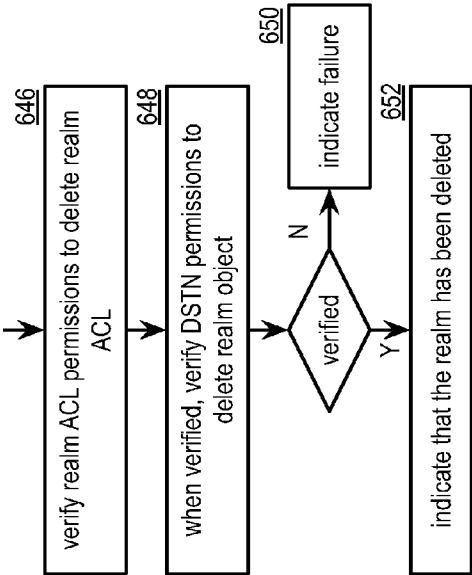 646
verify realm ACL permissions to delete realm
ACL
648
when verified, verify DSTN permissions to
delete realm object
verified
N
650
indicate failure
Y
652
indicate that the realm has been deleted